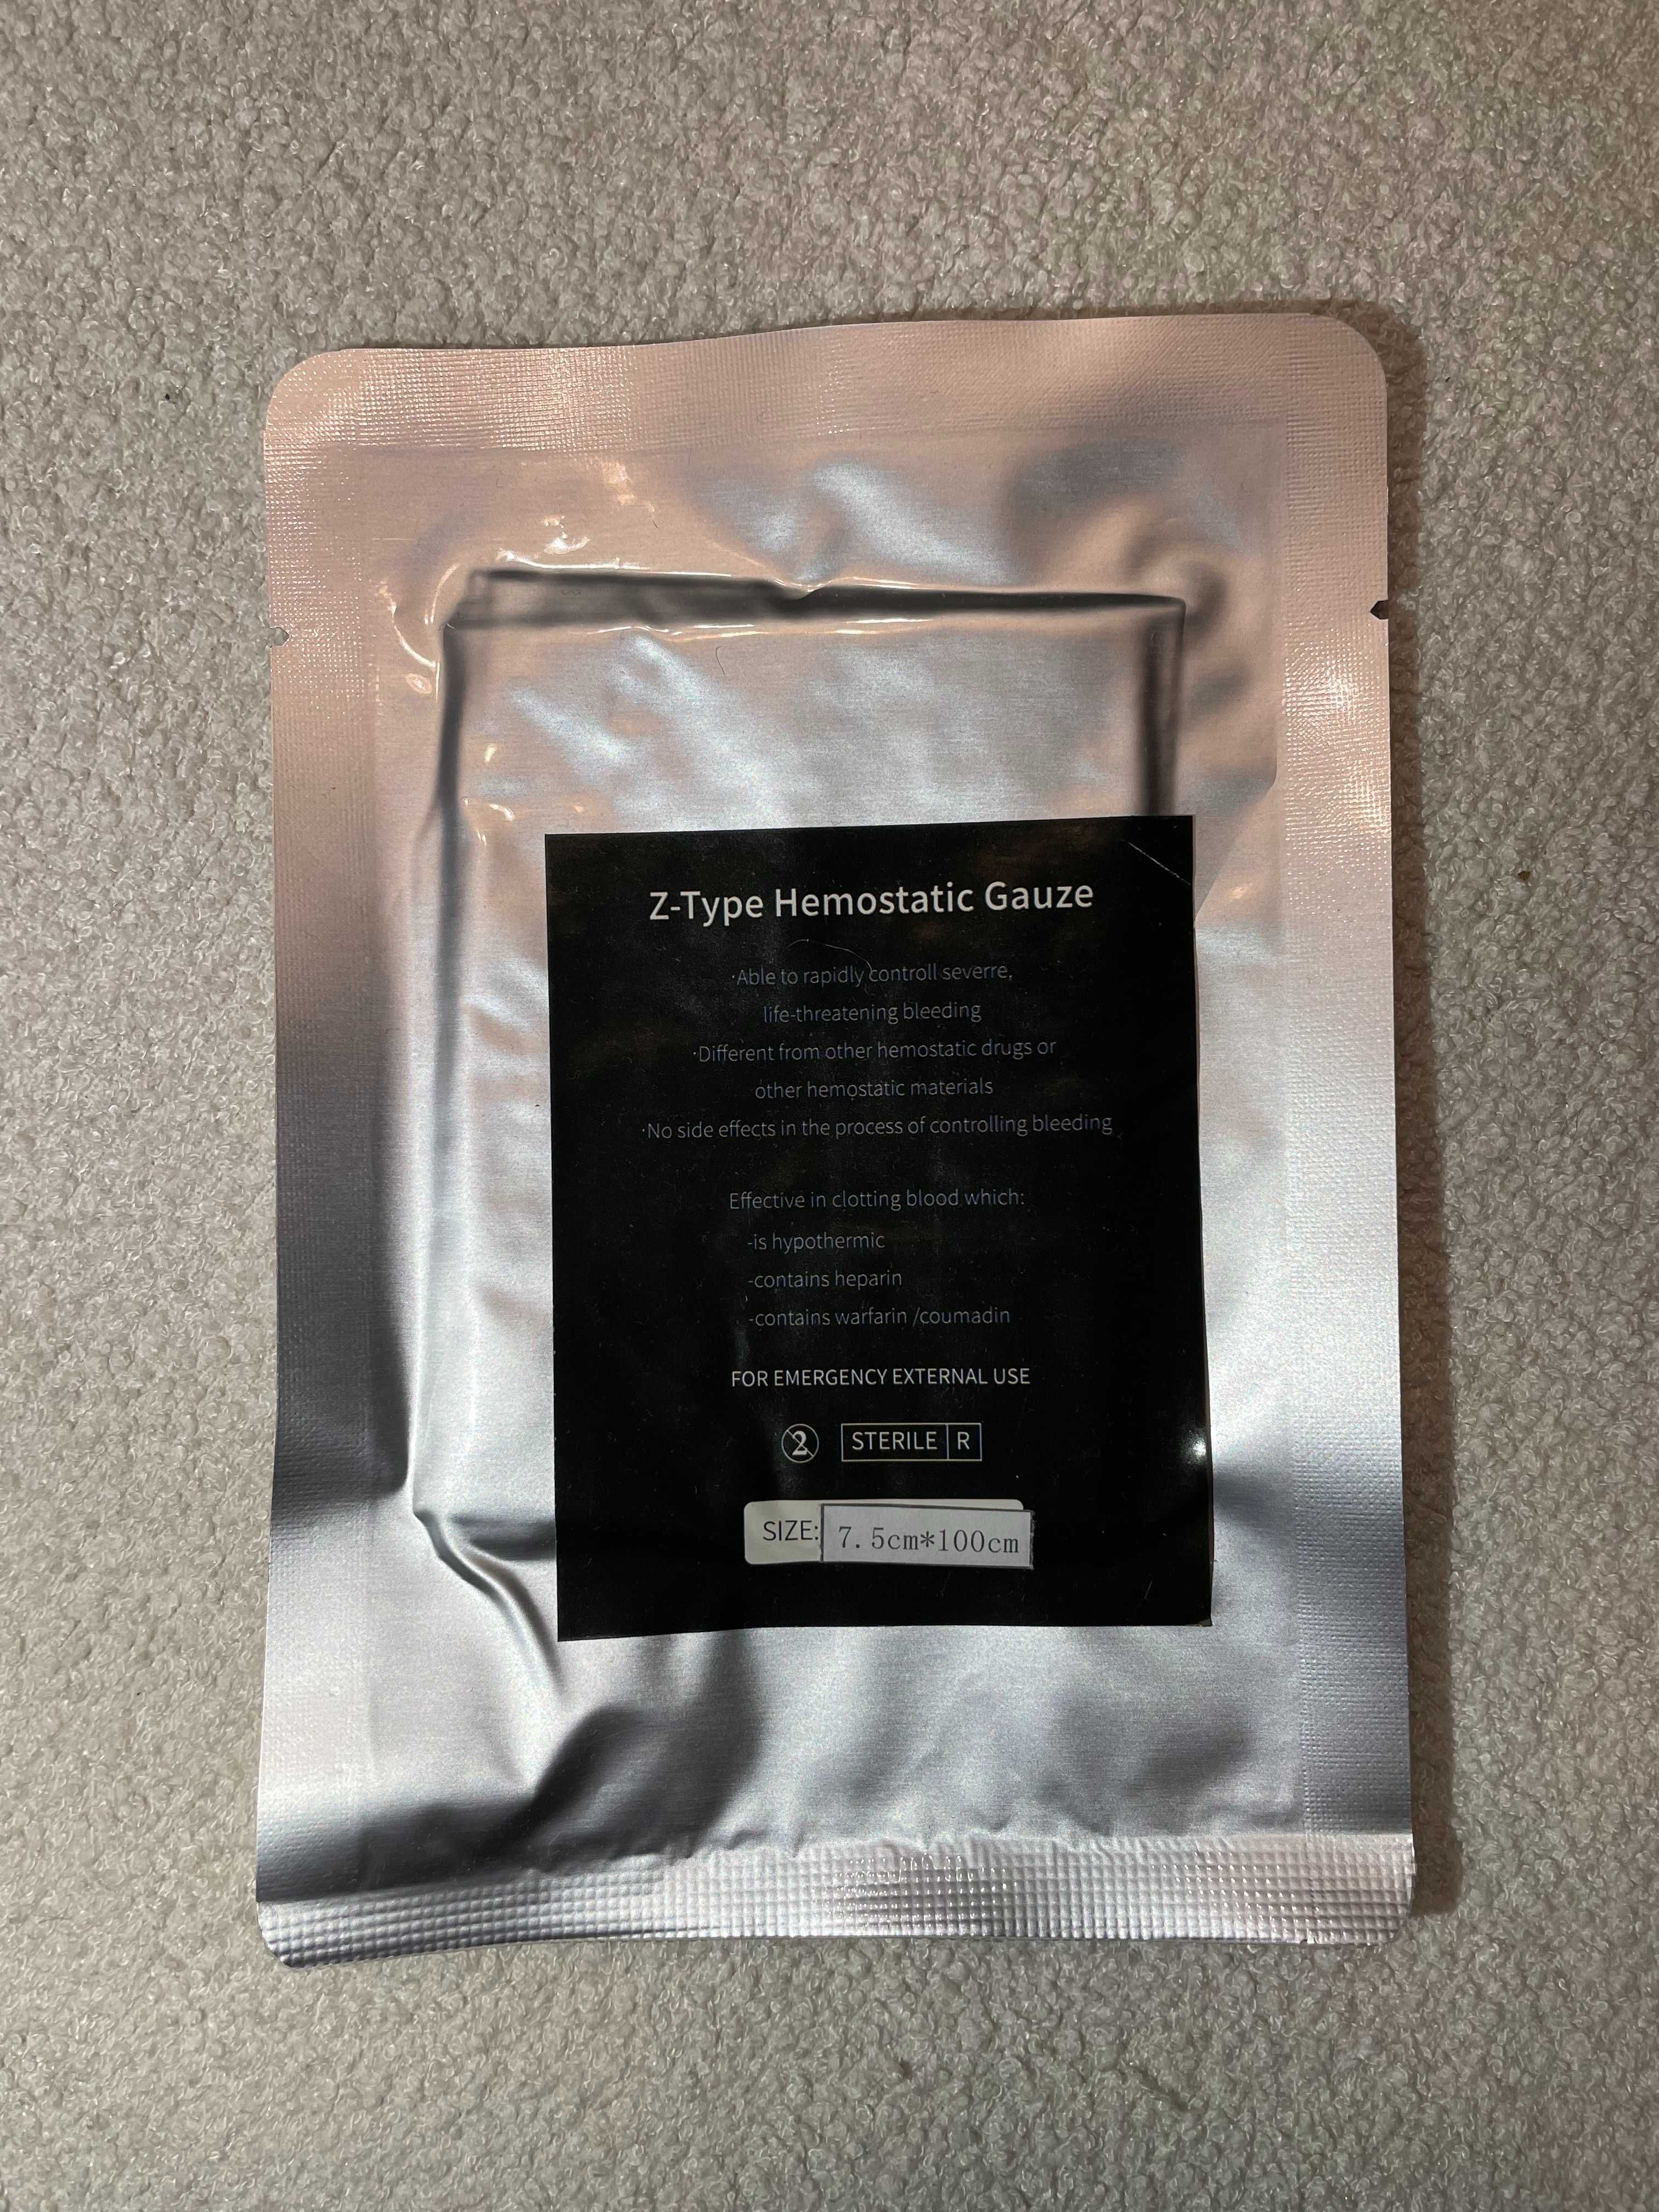 Z-Type Hemostatic Gauze
·Able to rapidly controll severre,
life-threatening bleeding
·Different from other hemostatic drugs or
other hemostatic materials
·No side effects in the process of controlling bleeding
Effective in clotting blood which:
-is hypothermic
-contains heparin
-contains warfarin /coumadin
FOR EMERGENCY EXTERNAL USE
2 STERILE R
SIZE: 7.5cm*100cm